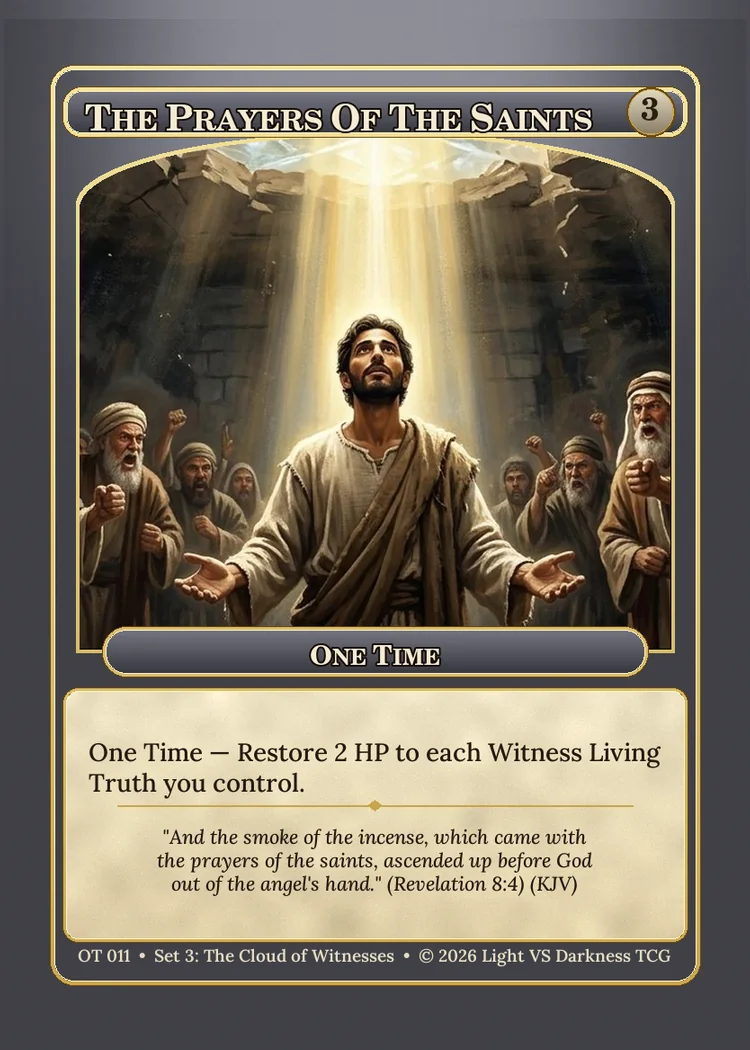 The Prayers Of The Saints
3
One Time
One Time — Restore 2 HP to each Witness Living
Truth you control.
"And the smoke of the incense, which came with
the prayers of the saints, ascended up before God
out of the angel's hand." (Revelation 8:4) (KJV)
OT 011 • Set 3: The Cloud of Witnesses • © 2026 Light VS Darkness TCG